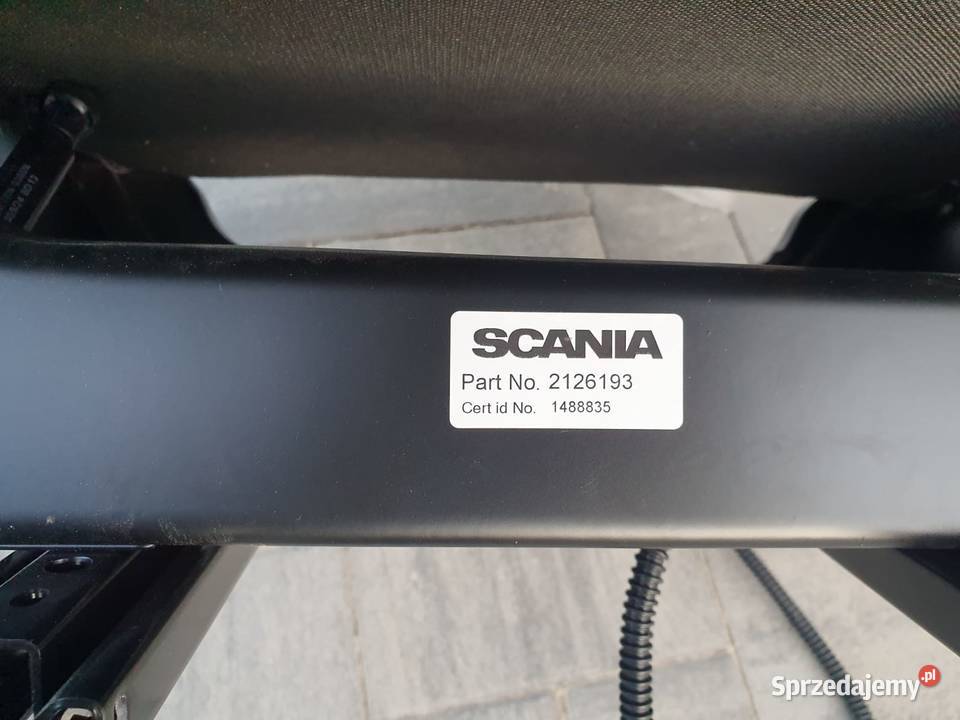 SCANIA
Part No. 2126193
Cert id No. 1488835
Sprzedajemy.pl